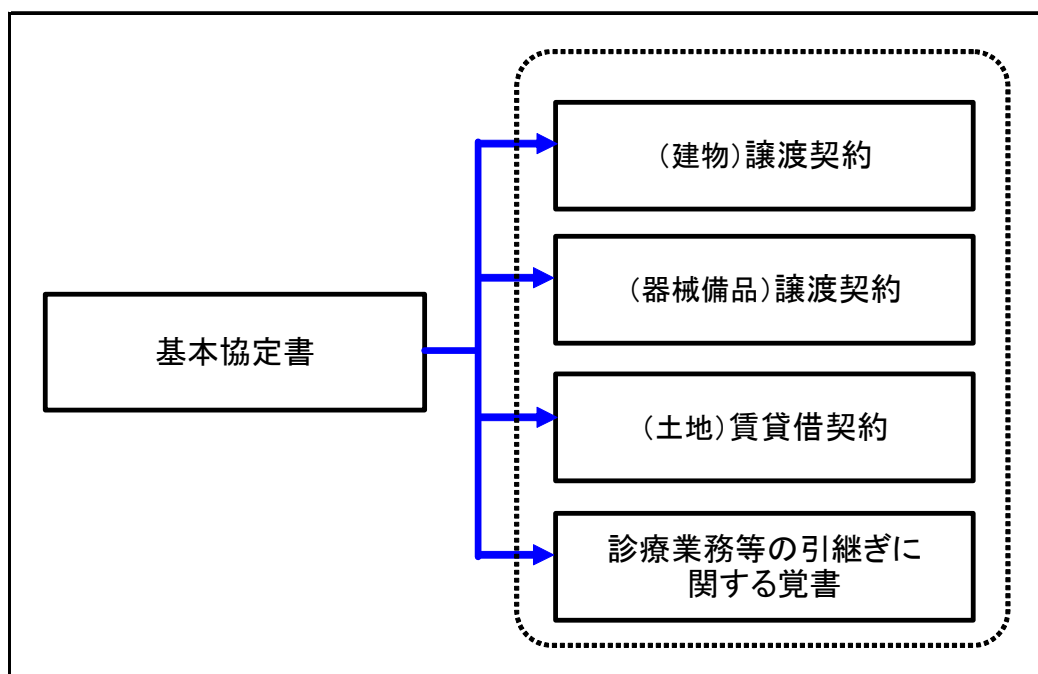 (建物)譲渡契約
(器械備品)譲渡契約
基本協定書
(土地)賃貸借契約
診療業務等の引継ぎに
関する覚書